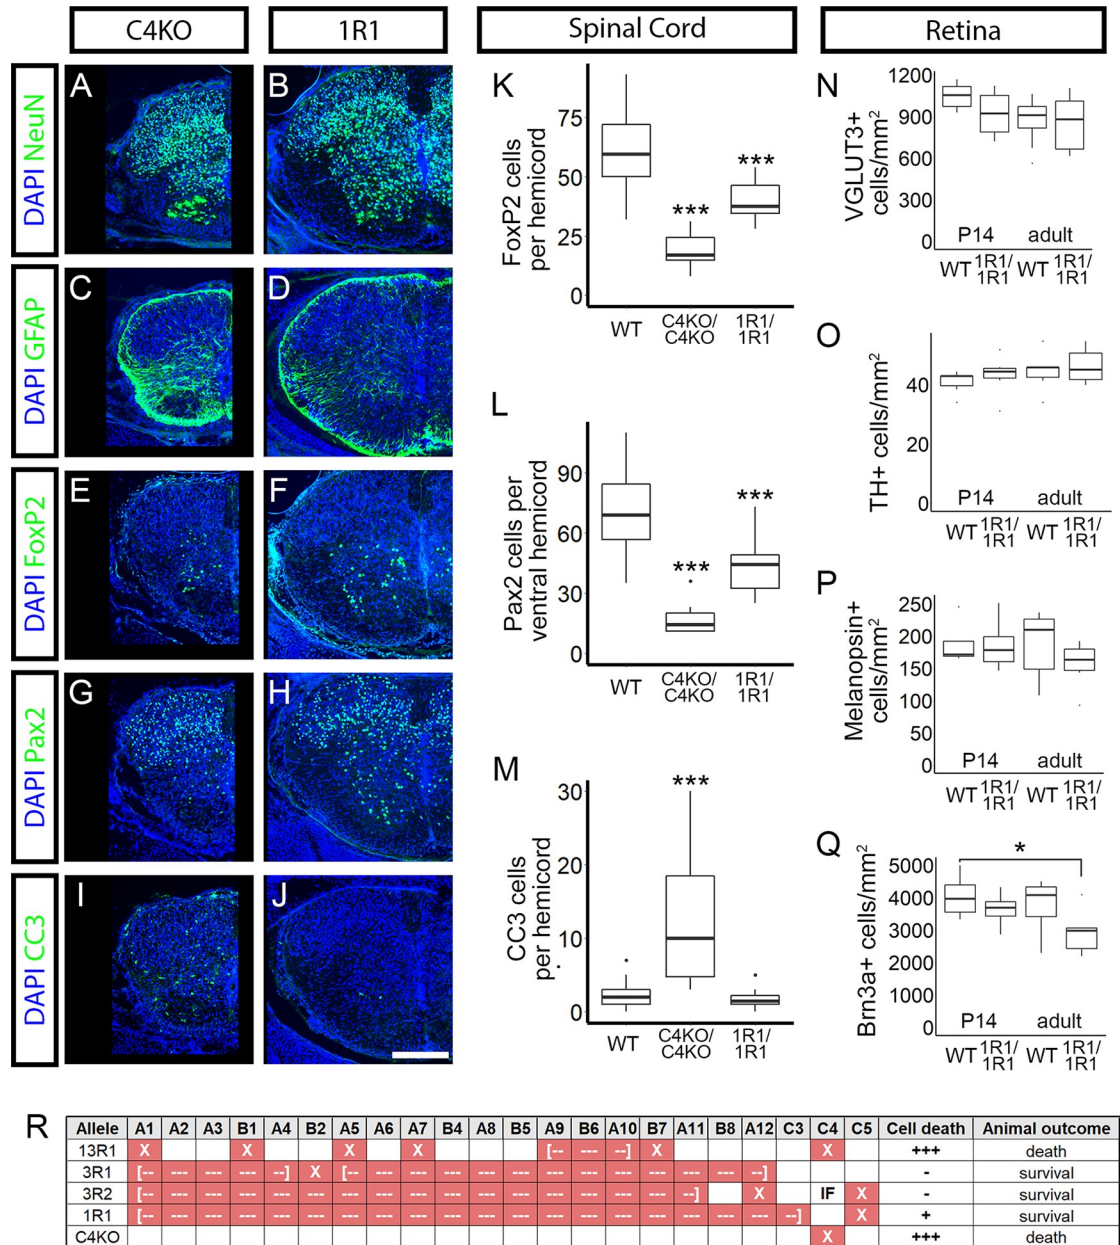 C4KO 1R1 Spinal Cord Retina
DAPI NeuN
DAPI GFAP
DAPI FoxP2
DAPI Pax2
DAPI CC3
A B
C D
E F
G H
I J
K
FoxP2 cells
per hemicord
75
50
25
0
***
***
WT C4KO/ 1R1/
C4KO 1R1
L
Pax2 cells per
ventral hemicord
90
60
30
0
***
***
WT C4KO/ 1R1/
C4KO 1R1
M
CC3 cells
per hemicord
30
20
10
0
***
WT C4KO/ 1R1/
C4KO 1R1
N
VGLUT3+
cells/mm2
1200
900
600
300
0
P14 adult
WT 1R1/ WT 1R1/
1R1 1R1
O
TH+ cells/mm2
40
20
0
P14 adult
WT 1R1/ WT 1R1/
1R1 1R1
P
Melanopsin+
cells/mm2
250
200
150
100
50
0
P14 adult
WT 1R1/ WT 1R1/
1R1 1R1
Q
Brn3a+ cells/mm2
5000
4000
3000
2000
1000
0
*
P14 adult
WT 1R1/ WT 1R1/
1R1 1R1
R
Allele A1 A2 A3 B1 A4 B2 A5 A6 A7 B4 A8 B5 A9 B6 A10 B7 A11 B8 A12 C3 C4 C5 Cell death Animal outcome
13R1 X X X X [-- --- --] X X +++ death
3R1 [-- --- --- --- --] X [-- --- --- --- --- --- --- --- --- --- --- --- --] - survival
3R2 [-- --- --- --- --- --- --- --- --- --- --- --- --- --- --- --- --] X IF X - survival
1R1 [-- --- --- --- --- --- --- --- --- --- --- --- --- --- --- --- --- --- --- --] X + survival
C4KO X +++ death